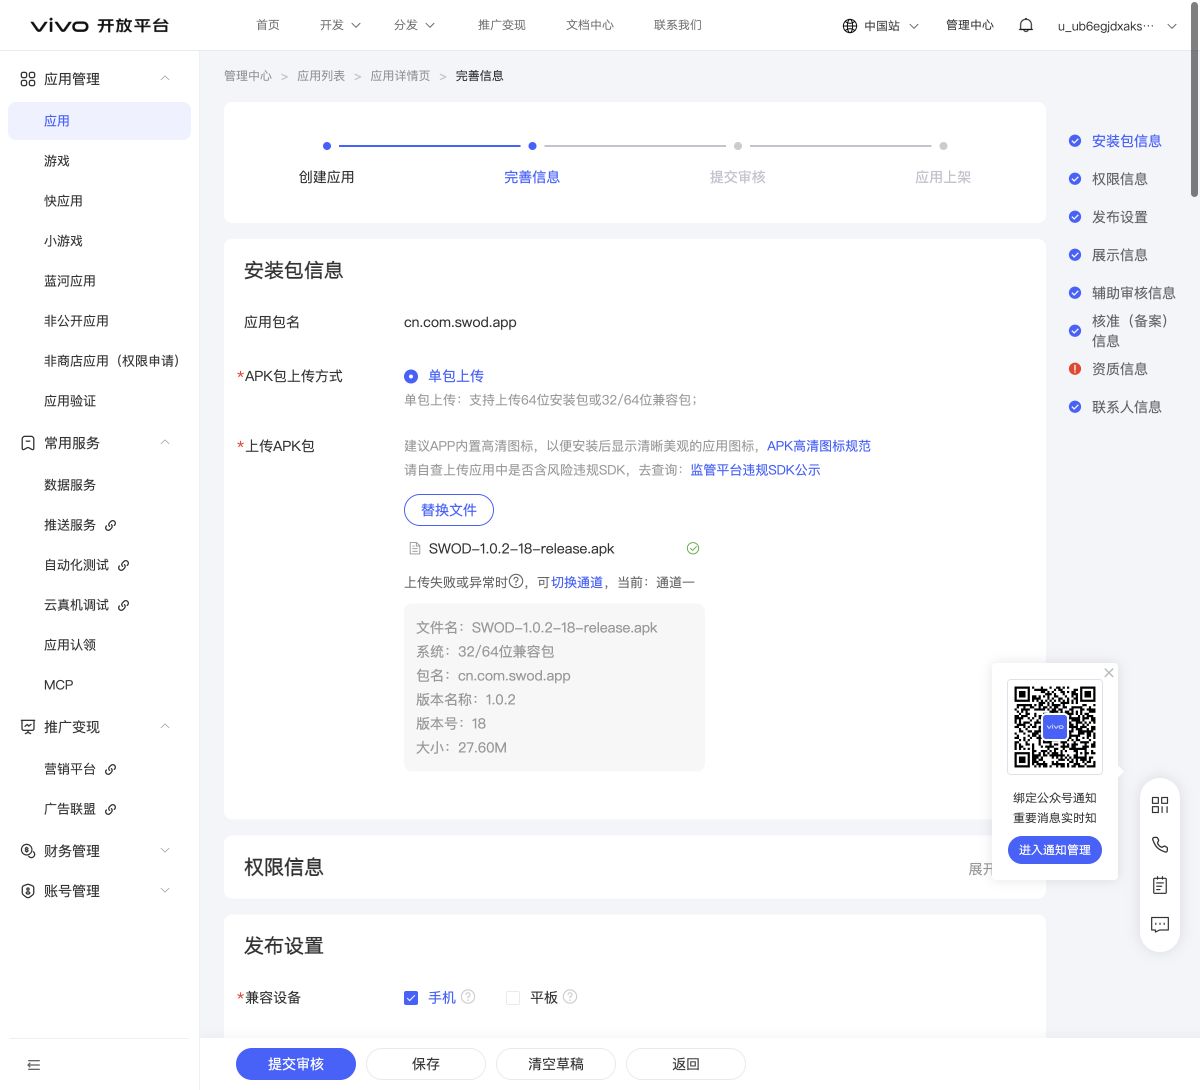 vivo 开放平台
首页
开发
分发
推广变现
文档中心
联系我们
中国站
管理中心
u_ub6egjdxaks···
应用管理
应用
游戏
快应用
小游戏
蓝河应用
非公开应用
非商店应用（权限申请）
应用验证
常用服务
数据服务
推送服务
自动化测试
云真机调试
应用认领
MCP
推广变现
营销平台
广告联盟
财务管理
账号管理
管理中心 > 应用列表 > 应用详情页 > 完善信息
创建应用
完善信息
提交审核
应用上架
安装包信息
应用包名
cn.com.swod.app
*APK包上传方式
单包上传
单包上传：支持上传64位安装包或32/64位兼容包；
*上传APK包
建议APP内置高清图标，以便安装后显示清晰美观的应用图标，APK高清图标规范
请自查上传应用中是否含风险违规SDK，去查询：监管平台违规SDK公示
替换文件
SWOD-1.0.2-18-release.apk
上传失败或异常时?，可切换通道，当前：通道一
文件名：SWOD-1.0.2-18-release.apk
系统：32/64位兼容包
包名：cn.com.swod.app
版本名称：1.0.2
版本号：18
大小：27.60M
权限信息
展开
发布设置
*兼容设备
手机?
平板?
提交审核
保存
清空草稿
返回
安装包信息
权限信息
发布设置
展示信息
辅助审核信息
核准（备案）
信息
资质信息
联系人信息
vivo
绑定公众号通知
重要消息实时知
进入通知管理